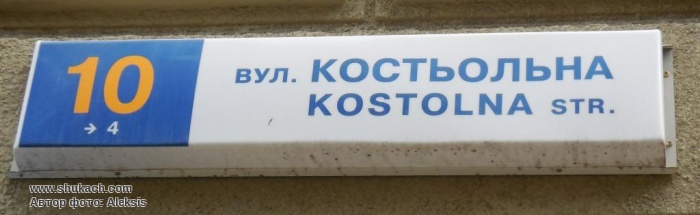 10
→ 4
ВУЛ. КОСТЬОЛЬНА
KOSTOLNA STR.
www.shukach.com
Автор фото: Aleksis